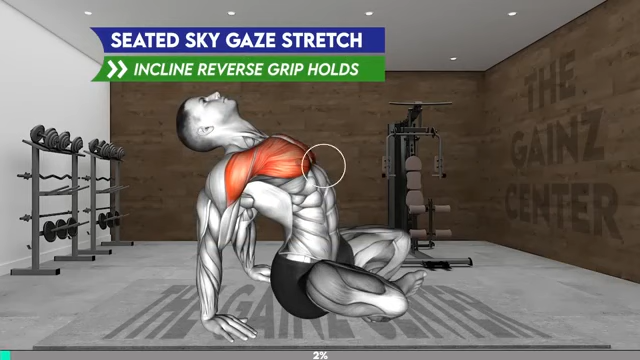 SEATED SKY GAZE STRETCH
INCLINE REVERSE GRIP HOLDS
THE
GAINZ
CENTER
THE GAINZ CENTER
2%